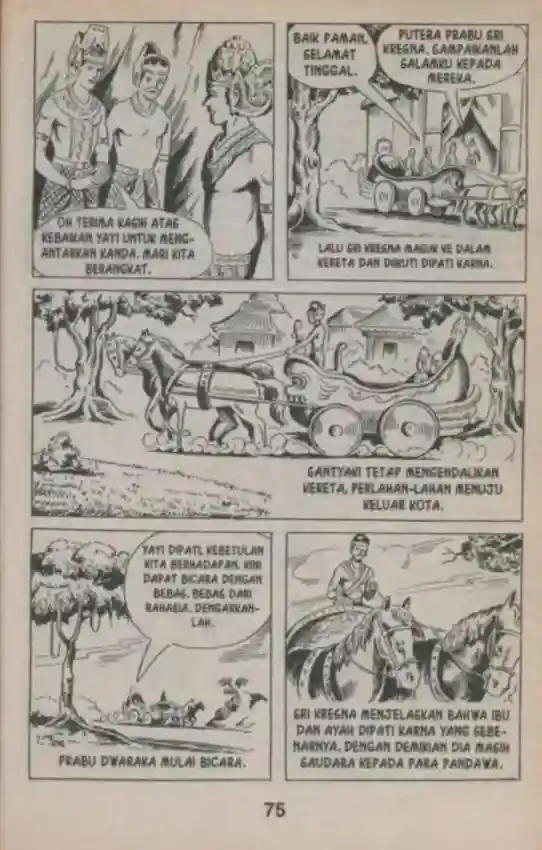 OH TERIMA KASIH ATAS
KEBAIKAN YAYI UNTUK MENG-
ANTARKAN KANDA. MARI KITA
BERANGKAT.
BAIK PAMAN.
SELAMAT
TINGGAL.
PUTERA PRABU SRI
KRESNA. SAMPAIKANLAH
SALAMKU KEPADA
MEREKA.
LALU SRI KRESNA MASUK KE DALAM
KERETA DAN DIIKUTI DIPATI KARNA.
SANTYAKI TETAP MENGENDALIKAN
KERETA, PERLAHAN-LAHAN MENUJU
KELUAR KOTA.
YAYI DIPATI, KEBETULAN
KITA BERHADAPAN. KINI
DAPAT BICARA DENGAN
BEBAS. BEBAS DARI
RAHASIA. DENGARKAN-
LAH.
PRABU DWARAKA MULAI BICARA.
SRI KRESNA MENJELASKAN BAHWA IBU
DAN AYAH DIPATI KARNA YANG SEBE-
NARNYA. DENGAN DEMIKIAN DIA MASIH
SAUDARA KEPADA PARA PANDAWA.
75